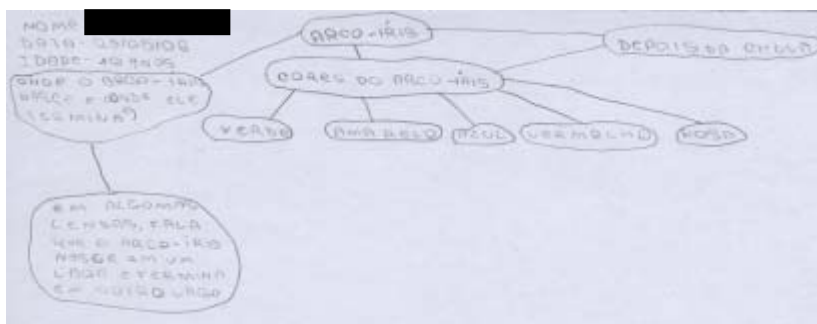 NOME
DATA- 25/05/06
IDADE- 10 ANOS
ARCO-ÍRIS
DEPOIS DA CHUVA
CORES DO ARCO-ÍRIS
ONDE O ARCO-ÍRIS
NASCE E ONDE ELE
TERMINA?
VERDE
AMARELO
AZUL
VERMELHO
ROSA
EM ALGUMAS
LENDAS, FALA
QUE O ARCO-ÍRIS
NASCE EM UM
LAGO E TERMINA
EM OUTRO LAGO